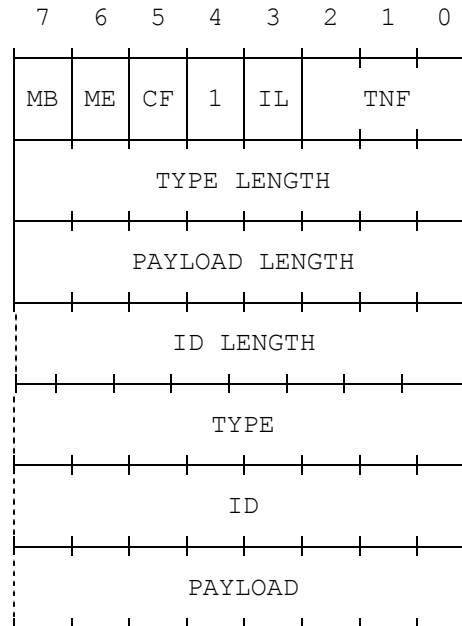 7 6 5 4 3 2 1 0
MB ME CF 1 IL TNF
TYPE LENGTH
PAYLOAD LENGTH
ID LENGTH
TYPE
ID
PAYLOAD